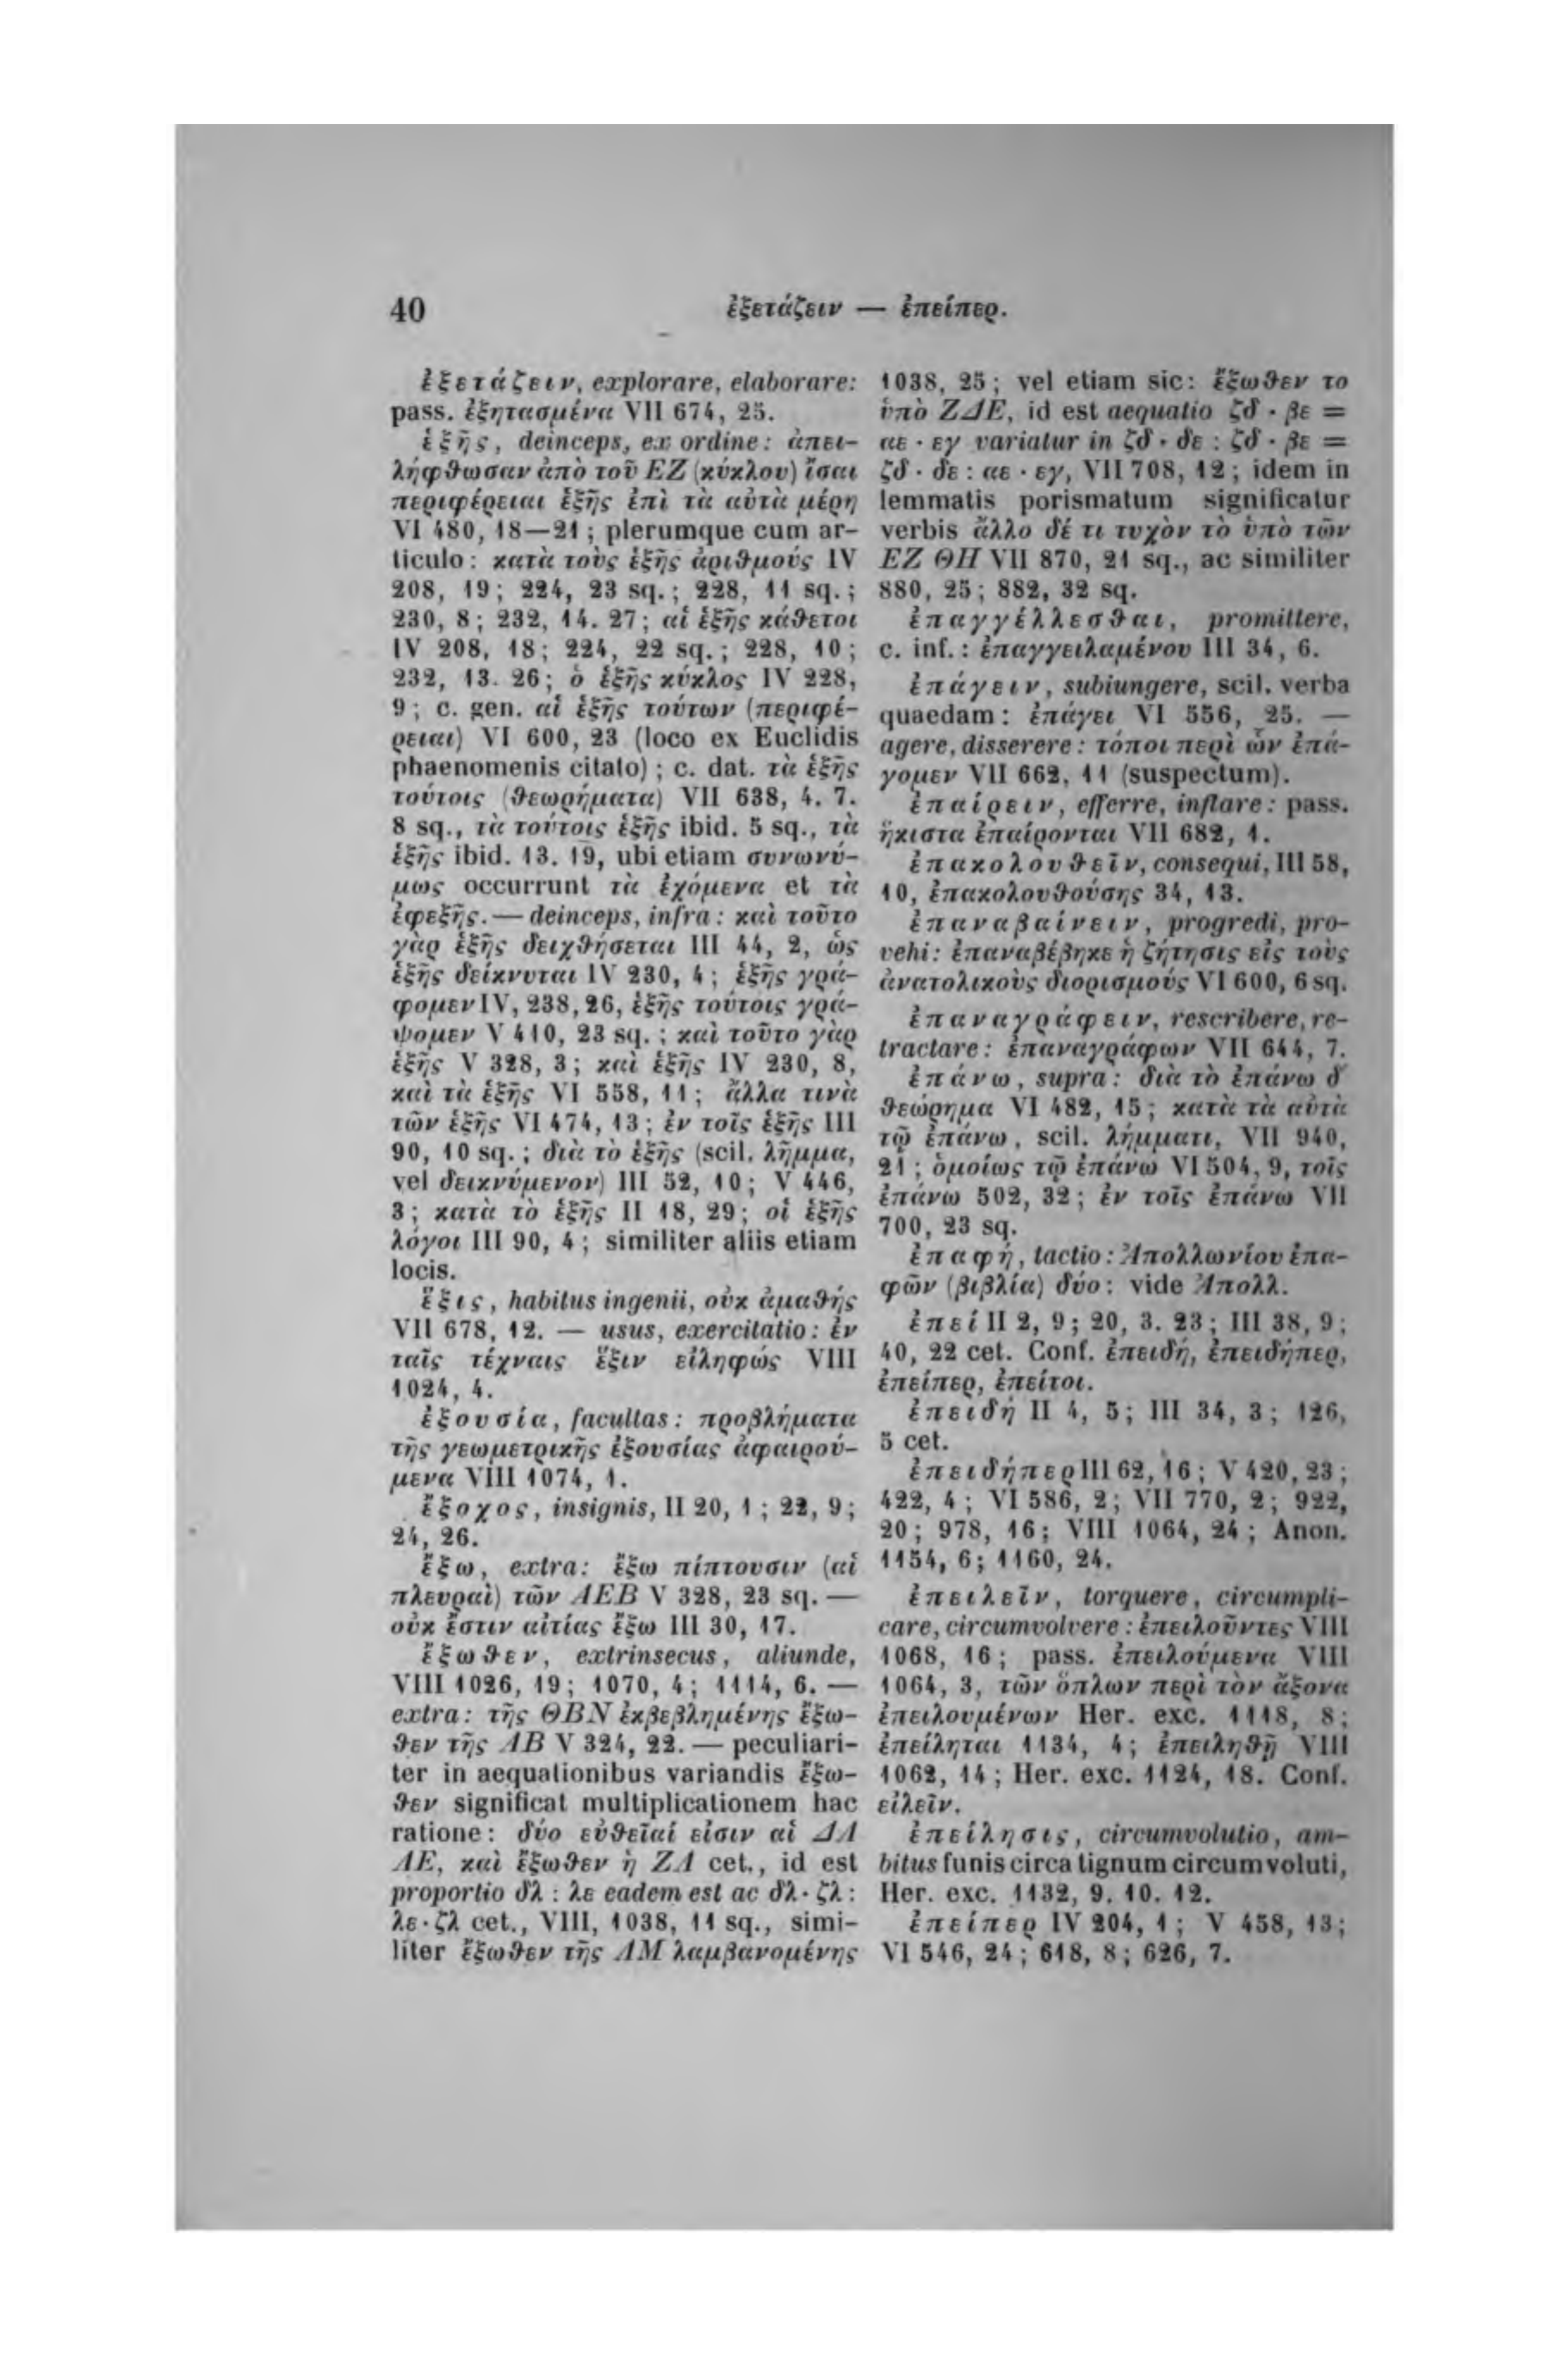 40
ἐξετάζειν — ἐπείπερ.
ἐξετάζειν, explorare, elaborare:
pass. ἐξητασμένα VII 674, 25.
ἑξῆς, deinceps, ex ordine: ἀπει-
λήφθωσαν ἀπὸ τοῦ ΕΖ (κύκλου) ἴσαι
περιφέρειαι ἑξῆς ἐπὶ τὰ αὐτὰ μέρη
VI 480, 18—21; plerumque cum ar-
ticulo: κατὰ τοὺς ἑξῆς ἀριθμούς IV
208, 19; 224, 23 sq.; 228, 11 sq.;
230, 8; 232, 14. 27; αἱ ἑξῆς κάθετοι
IV 208, 18; 224, 22 sq.; 228, 10;
232, 13. 26; ὁ ἑξῆς κύκλος IV 228,
9; c. gen. αἱ ἑξῆς τούτων (περιφέ-
ρειαι) VI 600, 23 (loco ex Euclidis
phaenomenis citato); c. dat. τὰ ἑξῆς
τούτοις (θεωρήματα) VII 638, 4. 7.
8 sq., τὰ τούτοις ἑξῆς ibid. 5 sq., τὰ
ἑξῆς ibid. 13. 19, ubi etiam συνωνύ-
μως occurrunt τὰ ἐχόμενα et τὰ
ἐφεξῆς. — deinceps, infra: καὶ τοῦτο
γὰρ ἑξῆς δειχθήσεται III 44, 2, ὡς
ἑξῆς δείκνυται IV 230, 4; ἑξῆς γρά-
φομεν IV, 238, 26, ἑξῆς τούτοις γρά-
ψομεν V 410, 23 sq.; καὶ τοῦτο γὰρ
ἑξῆς V 328, 3; καὶ ἑξῆς IV 230, 8,
καὶ τὰ ἑξῆς VI 558, 11; ἄλλα τινὰ
τῶν ἑξῆς VI 474, 13; ἐν τοῖς ἑξῆς III
90, 10 sq.; διὰ τὸ ἑξῆς (scil. λῆμμα,
vel δεικνύμενον) III 52, 10; V 446,
3; κατὰ τὸ ἑξῆς II 18, 29; οἱ ἑξῆς
λόγοι III 90, 4; similiter aliis etiam
locis.
ἕξις, habitus ingenii, οὐκ ἀμαθής
VII 678, 12. — usus, exercitatio: ἐν
ταῖς τέχναις ἕξιν εἰληφώς VIII
1024, 4.
ἐξουσία, facultas: προβλήματα
τῆς γεωμετρικῆς ἐξουσίας ἀφαιρού-
μενα VIII 1074, 1.
ἔξοχος, insignis, II 20, 1; 22, 9;
24, 26.
ἔξω, extra: ἔξω πίπτουσιν (αἱ
πλευραὶ) τῶν ΑΕΒ V 328, 23 sq. —
οὐκ ἔστιν αἰτίας ἔξω III 30, 17.
ἔξωθεν, extrinsecus, aliunde,
VIII 1026, 19; 1070, 4; 1114, 6. —
extra: τῆς ΘΒΝ ἐκβεβλημένης ἔξω-
θεν τῆς ΑΒ V 324, 22. — peculiari-
ter in aequationibus variandis ἔξω-
θεν significat multiplicationem hac
ratione: δύο εὐθεῖαί εἰσιν αἱ ΔΛ
ΛΕ, καὶ ἔξωθεν ἡ ΖΛ cet., id est
proportio δλ : λε eadem est ac δλ · ζλ :
λε · ζλ cet., VIII, 1038, 11 sq., simi-
liter ἔξωθεν τῆς ΛΜ λαμβανομένης
1038, 25; vel etiam sic: ἔξωθεν το
ὑπὸ ΖΔΕ, id est aequatio ζδ · βε =
αε · εγ variatur in ζδ · δε : ζδ · βε =
ζδ · δε : αε · εγ, VII 708, 12; idem in
lemmatis porismatum significatur
verbis ἄλλο δέ τι τυχὸν τὸ ὑπὸ τῶν
ΕΖ ΘΗ VII 870, 21 sq., ac similiter
880, 25; 882, 32 sq.
ἐπαγγέλλεσθαι, promittere,
c. inf.: ἐπαγγειλαμένου III 34, 6.
ἐπάγειν, subiungere, scil. verba
quaedam: ἐπάγει VI 556, 25. —
agere, disserere: τόποι περὶ ὧν ἐπά-
γομεν VII 662, 11 (suspectum).
ἐπαίρειν, efferre, inflare: pass.
ἥκιστα ἐπαίρονται VII 682, 1.
ἐπακολουθεῖν, consequi, III 58,
10, ἐπακολουθούσης 34, 13.
ἐπαναβαίνειν, progredi, pro-
vehi: ἐπαναβέβηκε ἡ ζήτησις εἰς τοὺς
ἀνατολικοὺς διορισμούς VI 600, 6 sq.
ἐπαναγράφειν, rescribere, re-
tractare: ἐπαναγράφων VII 644, 7.
ἐπάνω, supra: διὰ τὸ ἐπάνω δ
θεώρημα VI 482, 15; κατὰ τὰ αὐτὰ
τῷ ἐπάνω, scil. λήμματι, VII 940,
21; ὁμοίως τῷ ἐπάνω VI 504, 9, τοῖς
ἐπάνω 502, 32; ἐν τοῖς ἐπάνω VII
700, 23 sq.
ἐπαφή, tactio: Ἀπολλωνίου ἐπα-
φῶν (βιβλία) δύο: vide Ἀπολλ.
ἐπεί II 2, 9; 20, 3. 23; III 38, 9;
40, 22 cet. Conf. ἐπειδή, ἐπειδήπερ,
ἐπείπερ, ἐπείτοι.
ἐπειδή II 4, 5; III 34, 3; 126,
5 cet.
ἐπειδήπερ III 62, 16; V 420, 23;
422, 4; VI 586, 2; VII 770, 2; 922,
20; 978, 16; VIII 1064, 24; Anon.
1154, 6; 1160, 24.
ἐπειλεῖν, torquere, circumpli-
care, circumvolvere: ἐπειλοῦντες VIII
1068, 16; pass. ἐπειλούμενα VIII
1064, 3, τῶν ὅπλων περὶ τὸν ἄξονα
ἐπειλουμένων Her. exc. 1118, 8;
ἐπείληται 1134, 4; ἐπειληθῇ VIII
1062, 14; Her. exc. 1124, 18. Conf.
εἰλεῖν.
ἐπείλησις, circumvolutio, am-
bitus funis circa lignum circumvoluti,
Her. exc. 1132, 9. 10. 12.
ἐπείπερ IV 204, 1; V 458, 13;
VI 546, 24; 618, 8; 626, 7.